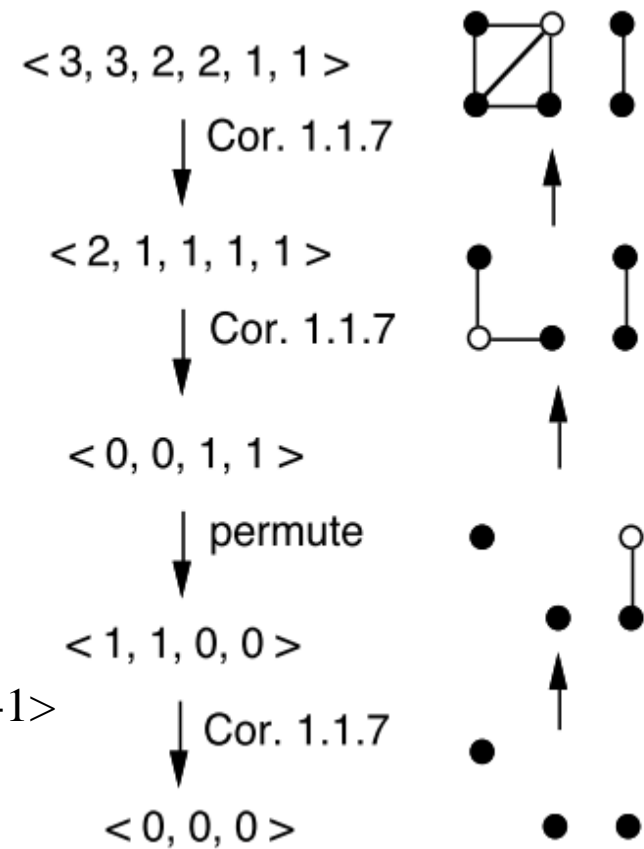 < 3, 3, 2, 2, 1, 1 >
Cor. 1.1.7
< 2, 1, 1, 1, 1 >
Cor. 1.1.7
< 0, 0, 1, 1 >
permute
< 1, 1, 0, 0 >
-1>
Cor. 1.1.7
< 0, 0, 0 >